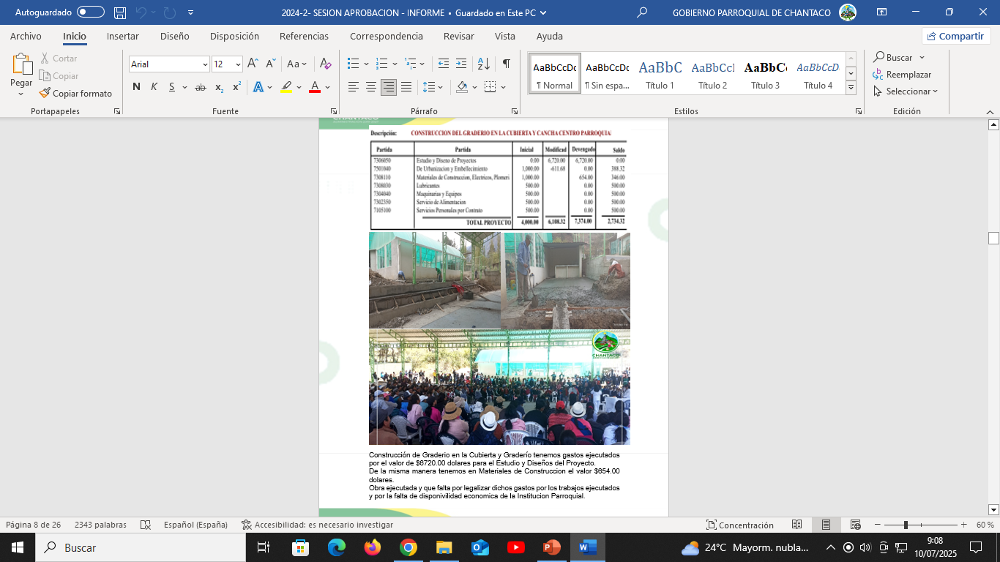 Autoguardado
2024-2- SESION APROBACION - INFORME • Guardado en Este PC
GOBIERNO PARROQUIAL DE CHANTACO
Archivo Inicio Insertar Diseño Disposición Referencias Correspondencia Revisar Vista Ayuda
Compartir
Pegar
Cortar
Copiar
Copiar formato
Portapapeles
Arial 12
Fuente
Párrafo
AaBbCcDc AaBbCcDc AaBbC AaBbCcI AaBbCc AaBbCcD
¶ Normal ¶ Sin espa... Título 1 Título 2 Título 3 Título 4
Estilos
Buscar
Reemplazar
Seleccionar
Edición
CHANTACO
Descripción: CONSTRUCCION DEL GRADERIO EN LA CUBIERTA Y CANCHA CENTRO PARROQUIA
Partida Partida Inicial Modificad Devengado Saldo
7306050 Estudio y Diseno de Proyectos 0.00 6,720.00 6,720.00 0.00
7501040 De Urbanizacion y Embellecimiento 1,000.00 -611.68 0.00 388.32
7308110 Materiales de Construccion, Electricos, Plomeri 1,000.00 654.00 346.00
7308030 Lubricantes 500.00 0.00 500.00
7304040 Maquinarias y Equipos 500.00 0.00 500.00
7302350 Servicio de Alimentacion 500.00 0.00 500.00
7105100 Servicios Personales por Contrato 500.00 0.00 500.00
TOTAL PROYECTO 4,000.00 6,108.32 7,374.00 2,734.32
CHANTACO
Construcción de Graderio en la Cubierta y Graderío tenemos gastos ejecutados
por el valor de $6720.00 dolares para el Estudio y Diseños del Proyecto.
De la misma manera tenemos en Materiales de Construccion el valor $654.00
dolares.
Obra ejecutada y que falta por legalizar dichos gastos por los trabajos ejecutados
y por la falta de disponivilidad economica de la Institucion Parroquial.
Página 8 de 26 2343 palabras Español (España) Accesibilidad: es necesario investigar
Concentración
60 %
Buscar
24°C Mayorm. nubla...
9:08
10/07/2025